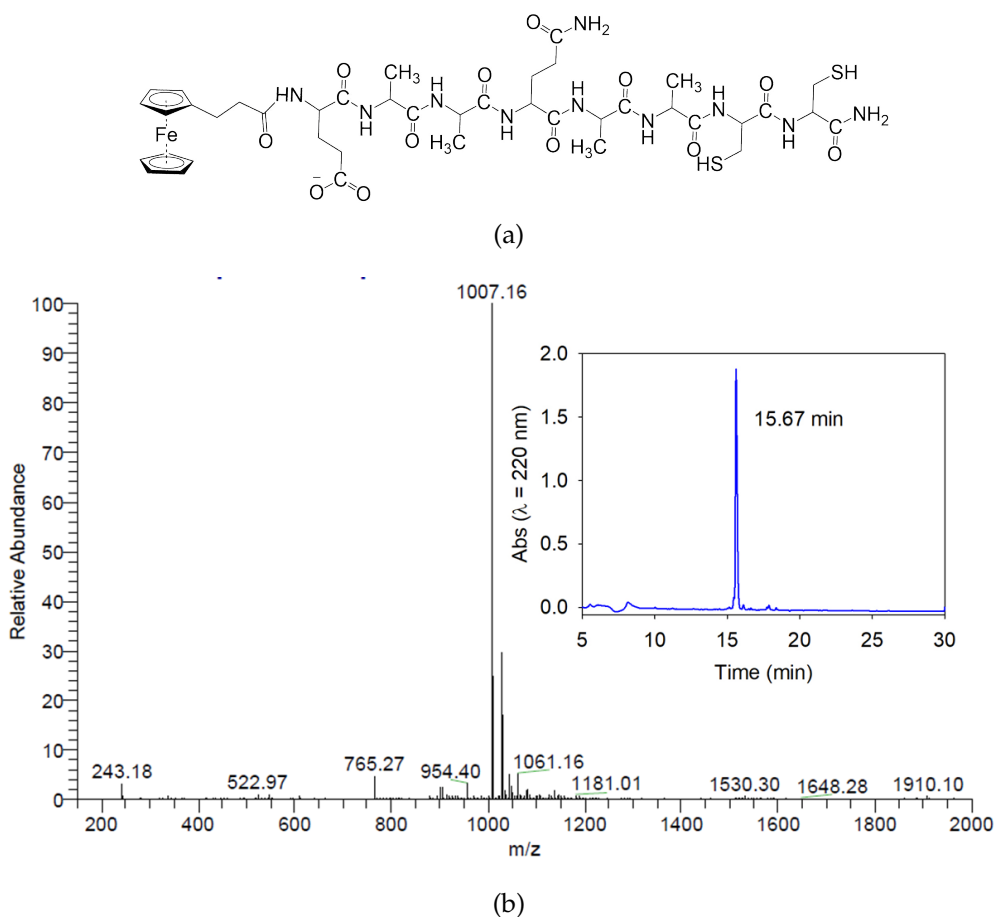 O
C
NH2
O
CH3
O
CH3
O
SH
H
N
H
N
H
N
H
N
HN
N
H
N
H
N
H
N
H
NH2
Fe
O
CH3
O
O
CH3
O
HS
O
O
C
O
(a)
1007.16
100
90
80
70
60
50
40
30
20
10
0
Relative Abundance
243.18
522.97
765.27
954.40
1061.16
1181.01
1530.30
1648.28
1910.10
200 400 600 800 1000 1200 1400 1600 1800 2000
m/z
2.0
1.5
1.0
0.5
0.0
Abs (λ = 220 nm)
15.67 min
5 10 15 20 25 30
Time (min)
(b)